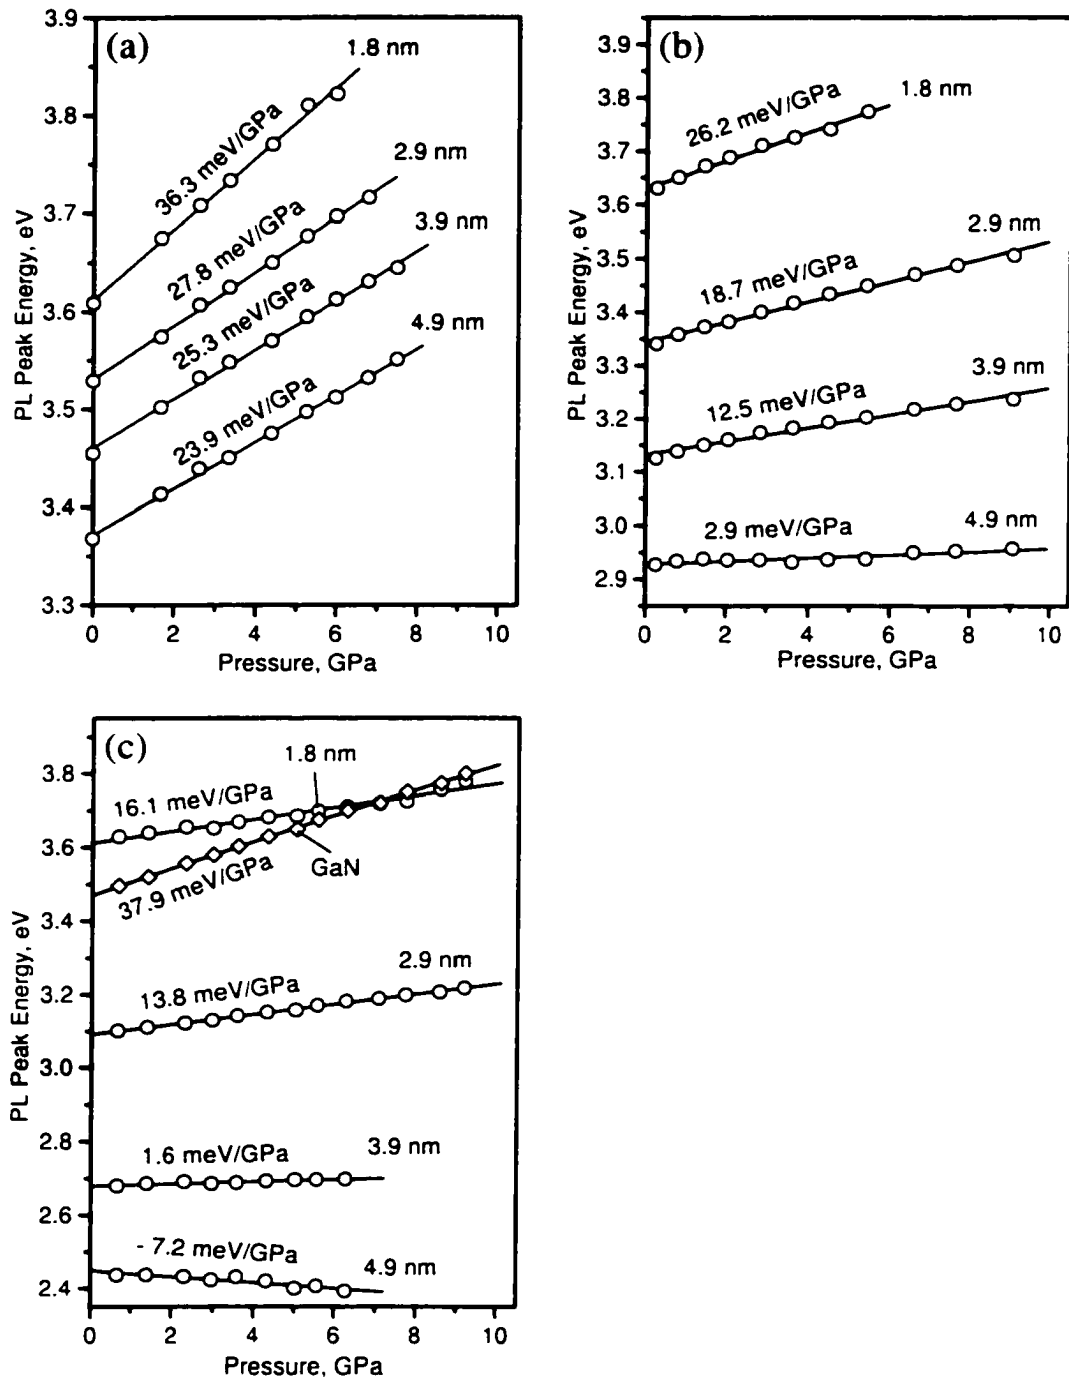 (a)
3.9
3.8
3.7
3.6
3.5
3.4
3.3
PL Peak Energy, eV
1.8 nm
36.3 meV/GPa
2.9 nm
27.8 meV/GPa
3.9 nm
25.3 meV/GPa
4.9 nm
23.9 meV/GPa
0 2 4 6 8 10
Pressure, GPa
(b)
3.9
3.8
3.7
3.6
3.5
3.4
3.3
3.2
3.1
3.0
2.9
PL Peak Energy, eV
26.2 meV/GPa
1.8 nm
2.9 nm
18.7 meV/GPa
3.9 nm
12.5 meV/GPa
4.9 nm
2.9 meV/GPa
0 2 4 6 8 10
Pressure, GPa
(c)
3.8
3.6
3.4
3.2
3.0
2.8
2.6
2.4
PL Peak Energy, eV
1.8 nm
16.1 meV/GPa
GaN
37.9 meV/GPa
2.9 nm
13.8 meV/GPa
3.9 nm
1.6 meV/GPa
- 7.2 meV/GPa
4.9 nm
0 2 4 6 8 10
Pressure, GPa